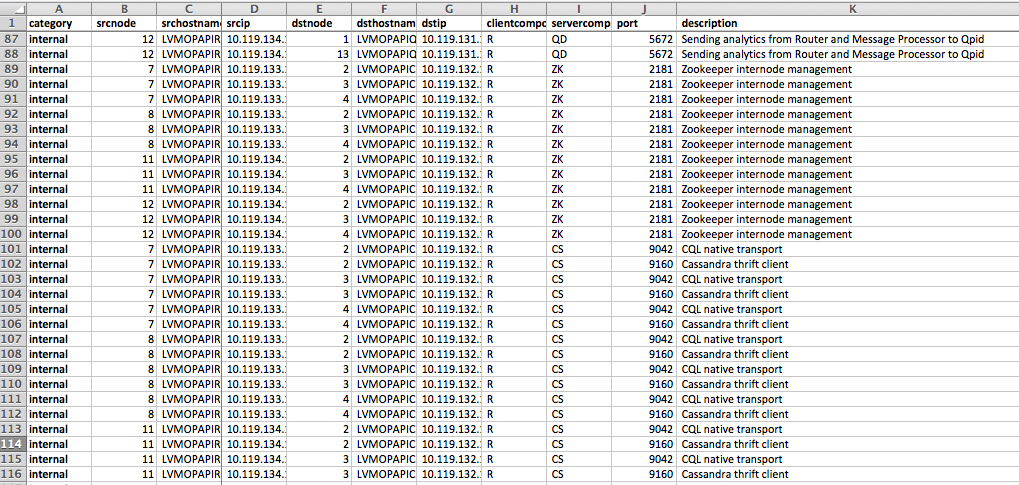 A B C D E F G H I J K
1 category srcnode srchostnam srcip dstnode dsthostnam dstip clientcompo servercomp port description
87 internal 12 LVMOPAPIR 10.119.134. 1 LVMOPAPIQ 10.119.131. R QD 5672 Sending analytics from Router and Message Processor to Qpid
88 internal 12 LVMOPAPIR 10.119.134. 13 LVMOPAPIQ 10.119.131. R QD 5672 Sending analytics from Router and Message Processor to Qpid
89 internal 7 LVMOPAPIR 10.119.133. 2 LVMOPAPIC 10.119.132. R ZK 2181 Zookeeper internode management
90 internal 7 LVMOPAPIR 10.119.133. 3 LVMOPAPIC 10.119.132. R ZK 2181 Zookeeper internode management
91 internal 7 LVMOPAPIR 10.119.133. 4 LVMOPAPIC 10.119.132. R ZK 2181 Zookeeper internode management
92 internal 8 LVMOPAPIR 10.119.133. 2 LVMOPAPIC 10.119.132. R ZK 2181 Zookeeper internode management
93 internal 8 LVMOPAPIR 10.119.133. 3 LVMOPAPIC 10.119.132. R ZK 2181 Zookeeper internode management
94 internal 8 LVMOPAPIR 10.119.133. 4 LVMOPAPIC 10.119.132. R ZK 2181 Zookeeper internode management
95 internal 11 LVMOPAPIR 10.119.134. 2 LVMOPAPIC 10.119.132. R ZK 2181 Zookeeper internode management
96 internal 11 LVMOPAPIR 10.119.134. 3 LVMOPAPIC 10.119.132. R ZK 2181 Zookeeper internode management
97 internal 11 LVMOPAPIR 10.119.134. 4 LVMOPAPIC 10.119.132. R ZK 2181 Zookeeper internode management
98 internal 12 LVMOPAPIR 10.119.134. 2 LVMOPAPIC 10.119.132. R ZK 2181 Zookeeper internode management
99 internal 12 LVMOPAPIR 10.119.134. 3 LVMOPAPIC 10.119.132. R ZK 2181 Zookeeper internode management
100 internal 12 LVMOPAPIR 10.119.134. 4 LVMOPAPIC 10.119.132. R ZK 2181 Zookeeper internode management
101 internal 7 LVMOPAPIR 10.119.133. 2 LVMOPAPIC 10.119.132. R CS 9042 CQL native transport
102 internal 7 LVMOPAPIR 10.119.133. 2 LVMOPAPIC 10.119.132. R CS 9160 Cassandra thrift client
103 internal 7 LVMOPAPIR 10.119.133. 3 LVMOPAPIC 10.119.132. R CS 9042 CQL native transport
104 internal 7 LVMOPAPIR 10.119.133. 3 LVMOPAPIC 10.119.132. R CS 9160 Cassandra thrift client
105 internal 7 LVMOPAPIR 10.119.133. 4 LVMOPAPIC 10.119.132. R CS 9042 CQL native transport
106 internal 7 LVMOPAPIR 10.119.133. 4 LVMOPAPIC 10.119.132. R CS 9160 Cassandra thrift client
107 internal 8 LVMOPAPIR 10.119.133. 2 LVMOPAPIC 10.119.132. R CS 9042 CQL native transport
108 internal 8 LVMOPAPIR 10.119.133. 2 LVMOPAPIC 10.119.132. R CS 9160 Cassandra thrift client
109 internal 8 LVMOPAPIR 10.119.133. 3 LVMOPAPIC 10.119.132. R CS 9042 CQL native transport
110 internal 8 LVMOPAPIR 10.119.133. 3 LVMOPAPIC 10.119.132. R CS 9160 Cassandra thrift client
111 internal 8 LVMOPAPIR 10.119.133. 4 LVMOPAPIC 10.119.132. R CS 9042 CQL native transport
112 internal 8 LVMOPAPIR 10.119.133. 4 LVMOPAPIC 10.119.132. R CS 9160 Cassandra thrift client
113 internal 11 LVMOPAPIR 10.119.134. 2 LVMOPAPIC 10.119.132. R CS 9042 CQL native transport
114 internal 11 LVMOPAPIR 10.119.134. 2 LVMOPAPIC 10.119.132. R CS 9160 Cassandra thrift client
115 internal 11 LVMOPAPIR 10.119.134. 3 LVMOPAPIC 10.119.132. R CS 9042 CQL native transport
116 internal 11 LVMOPAPIR 10.119.134. 3 LVMOPAPIC 10.119.132. R CS 9160 Cassandra thrift client